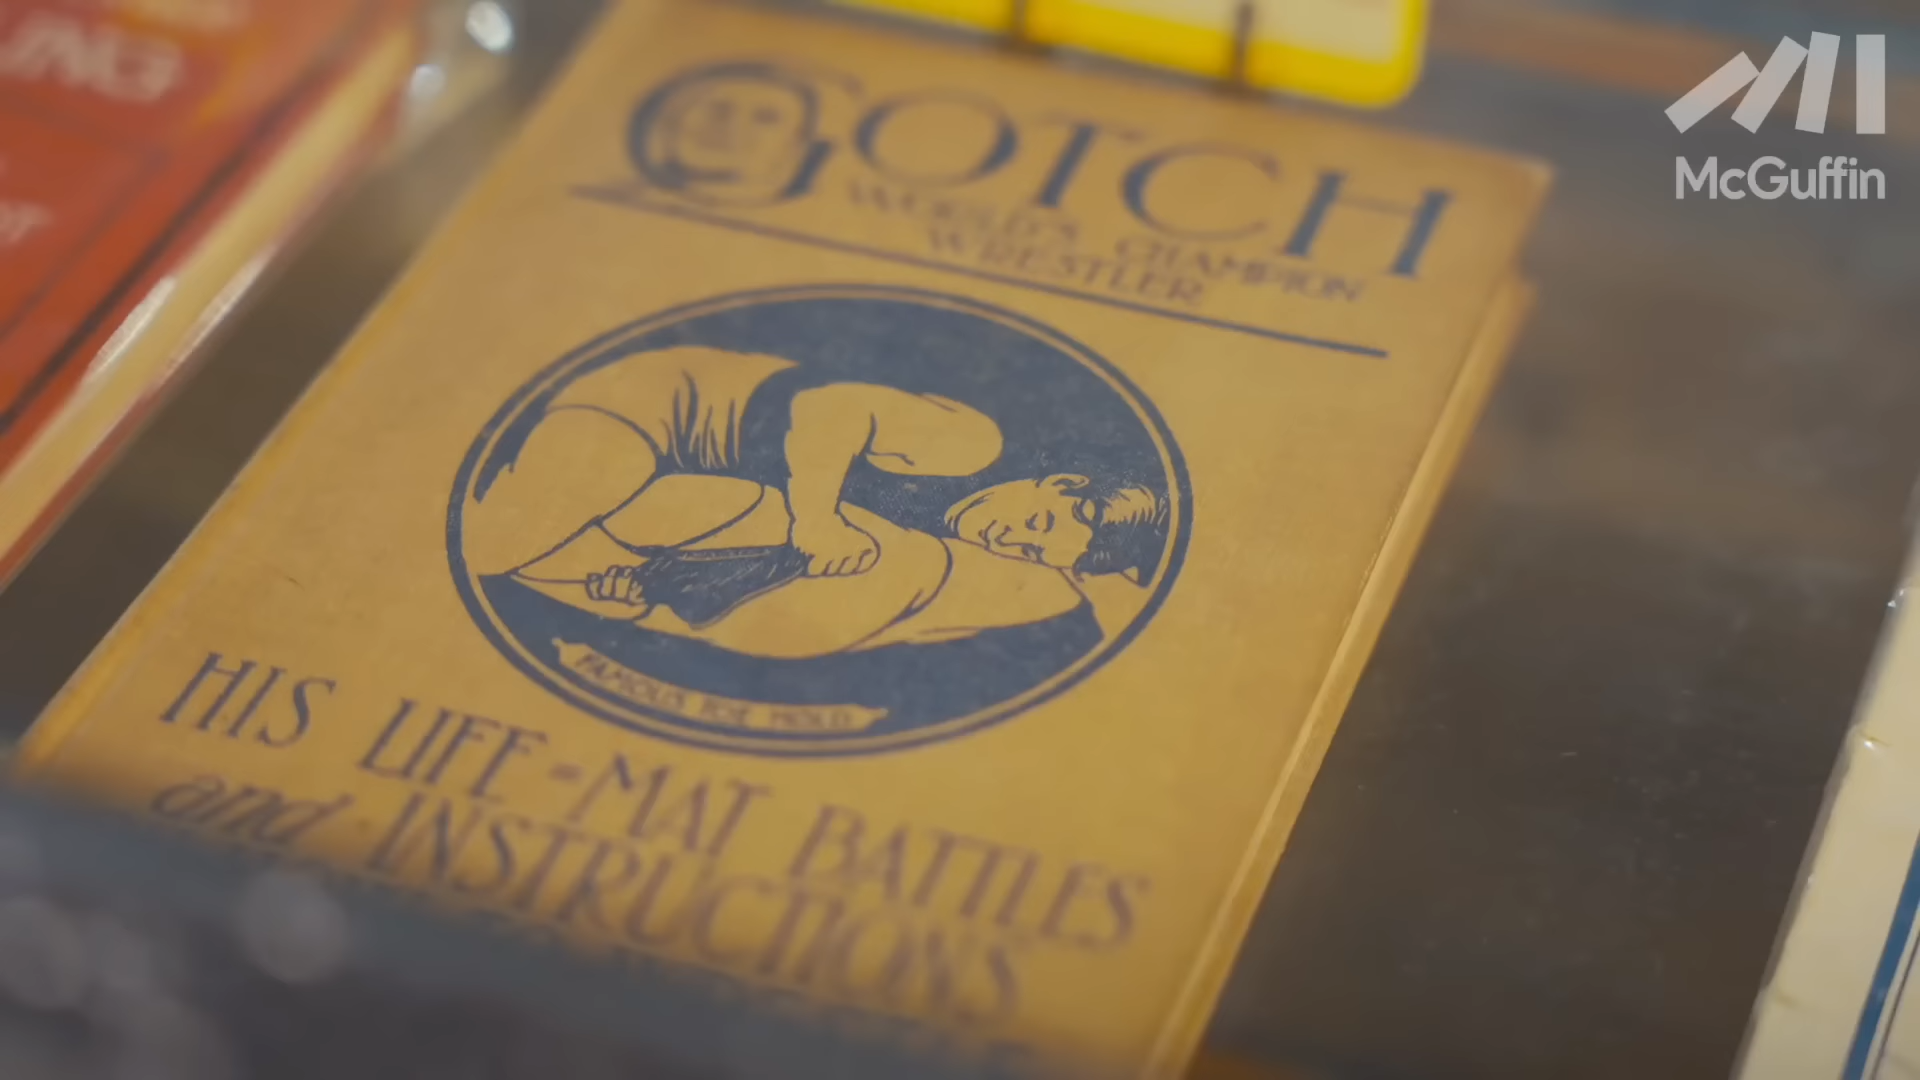 GOTCH
WORLD'S CHAMPION
WRESTLER
FAMOUS TOE HOLD
HIS LIFE-MAT BATTLES
and INSTRUCTIONS
McGuffin